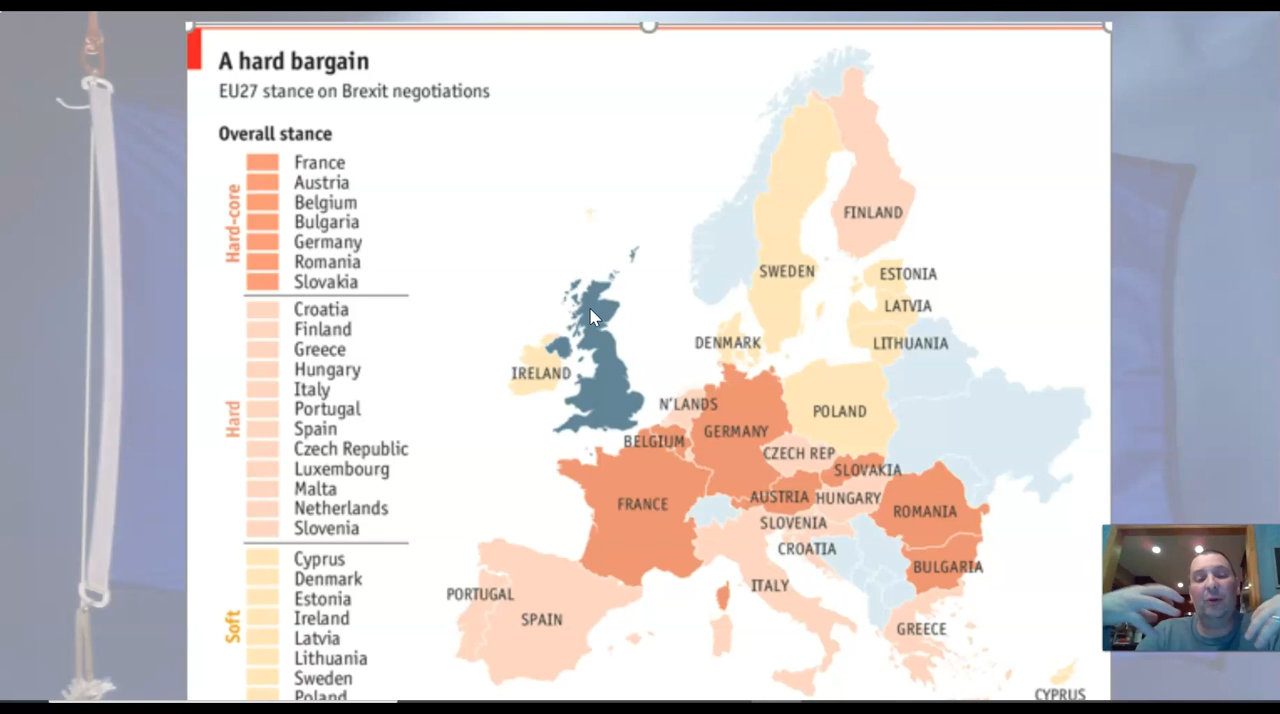 A hard bargain
EU27 stance on Brexit negotiations
Overall stance
Hard-core
France
Austria
Belgium
Bulgaria
Germany
Romania
Slovakia
Hard
Croatia
Finland
Greece
Hungary
Italy
Portugal
Spain
Czech Republic
Luxembourg
Malta
Netherlands
Slovenia
Soft
Cyprus
Denmark
Estonia
Ireland
Latvia
Lithuania
Sweden
Poland
FINLAND
SWEDEN
ESTONIA
LATVIA
DENMARK
LITHUANIA
IRELAND
N'LANDS
POLAND
GERMANY
BELGIUM
CZECH REP
SLOVAKIA
FRANCE
AUSTRIA
HUNGARY
ROMANIA
SLOVENIA
CROATIA
BULGARIA
ITALY
PORTUGAL
SPAIN
GREECE
CYPRUS